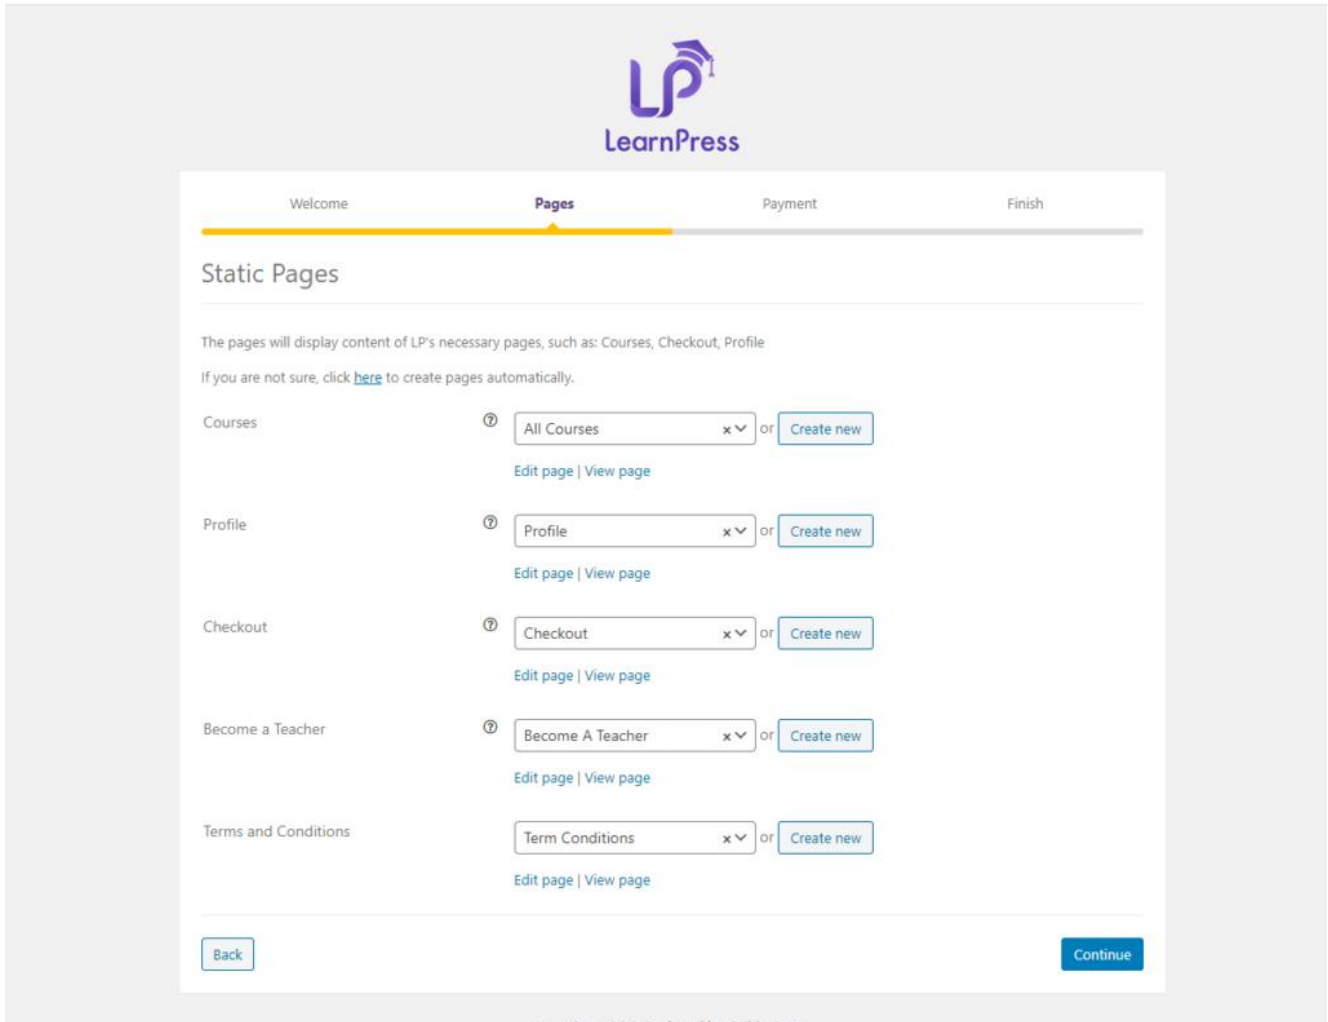 LP
LearnPress
Welcome Pages Payment Finish
Static Pages
The pages will display content of LP's necessary pages, such as: Courses, Checkout, Profile
If you are not sure, click here to create pages automatically.
Courses ? All Courses × or Create new
Edit page | View page
Profile ? Profile × or Create new
Edit page | View page
Checkout ? Checkout × or Create new
Edit page | View page
Become a Teacher ? Become A Teacher × or Create new
Edit page | View page
Terms and Conditions Term Conditions × or Create new
Edit page | View page
Back Continue